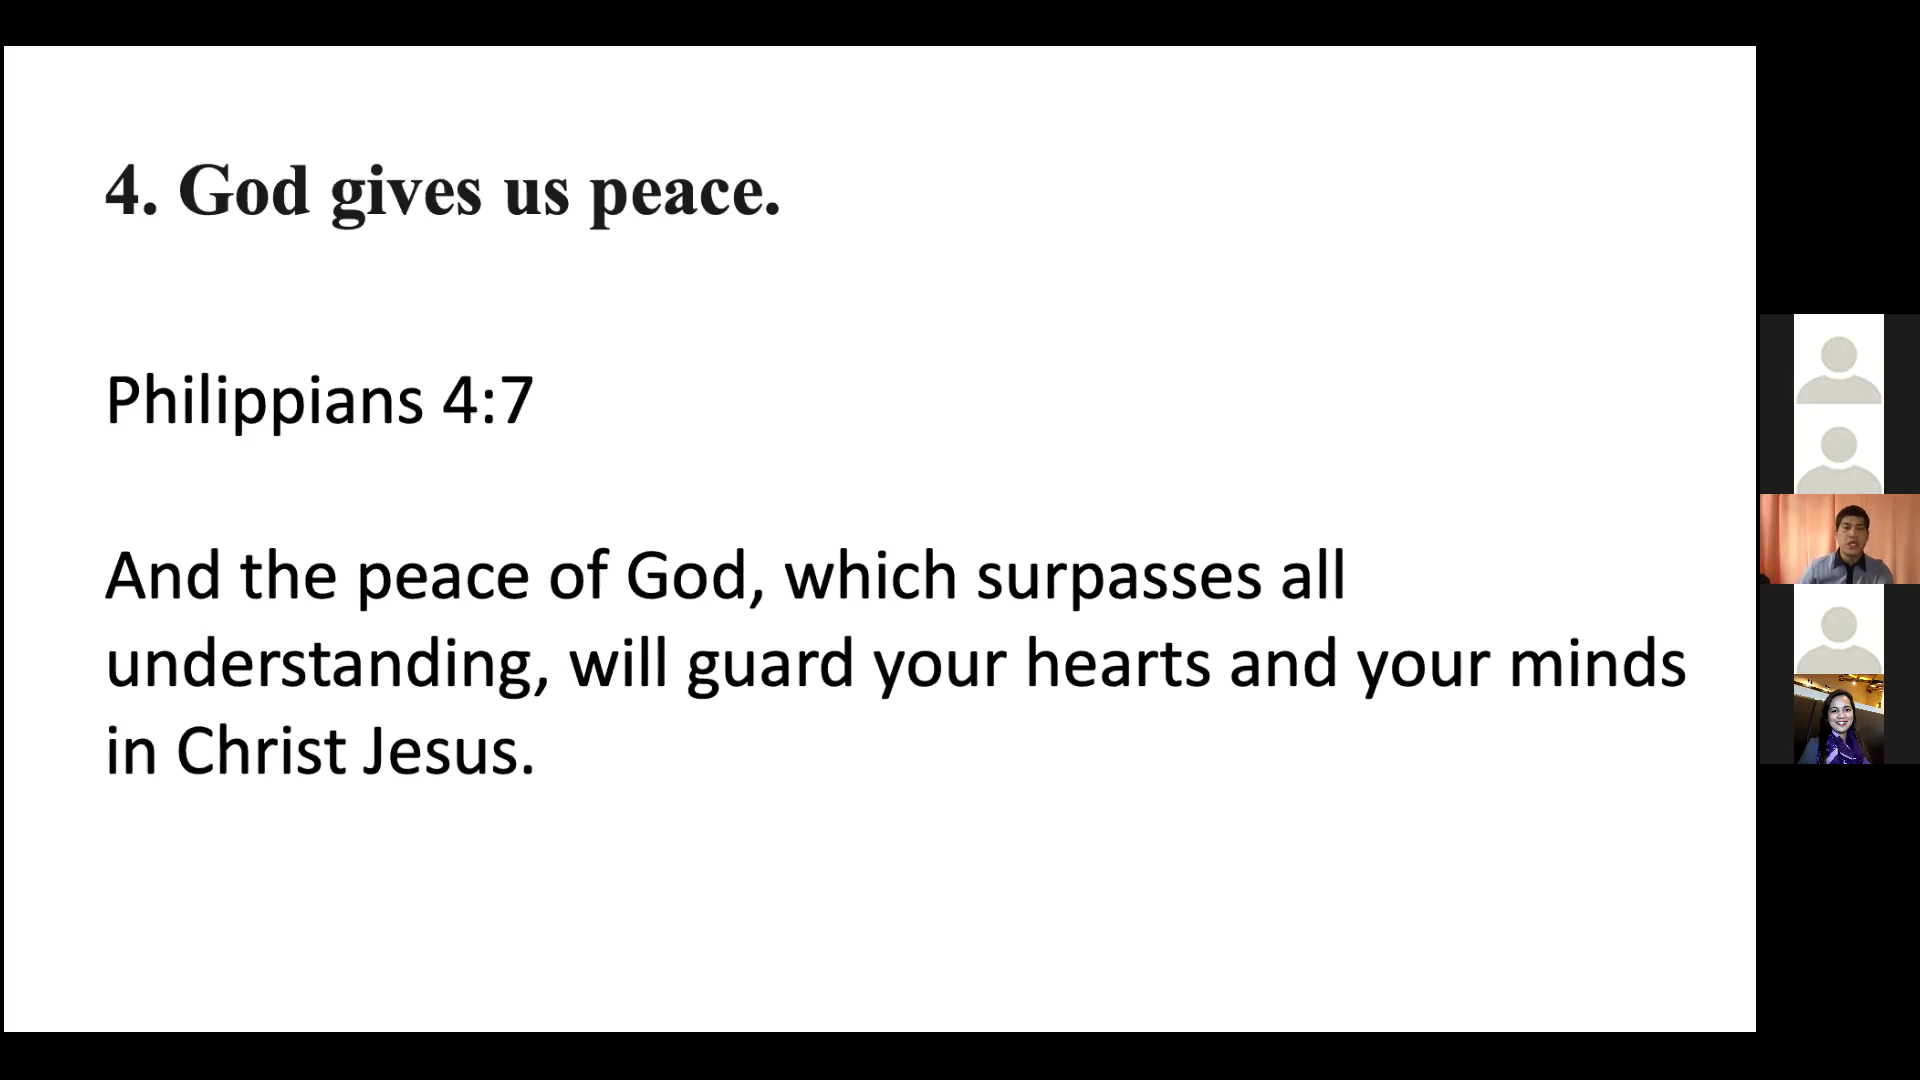 4. God gives us peace.
Philippians 4:7
And the peace of God, which surpasses all
understanding, will guard your hearts and your minds
in Christ Jesus.